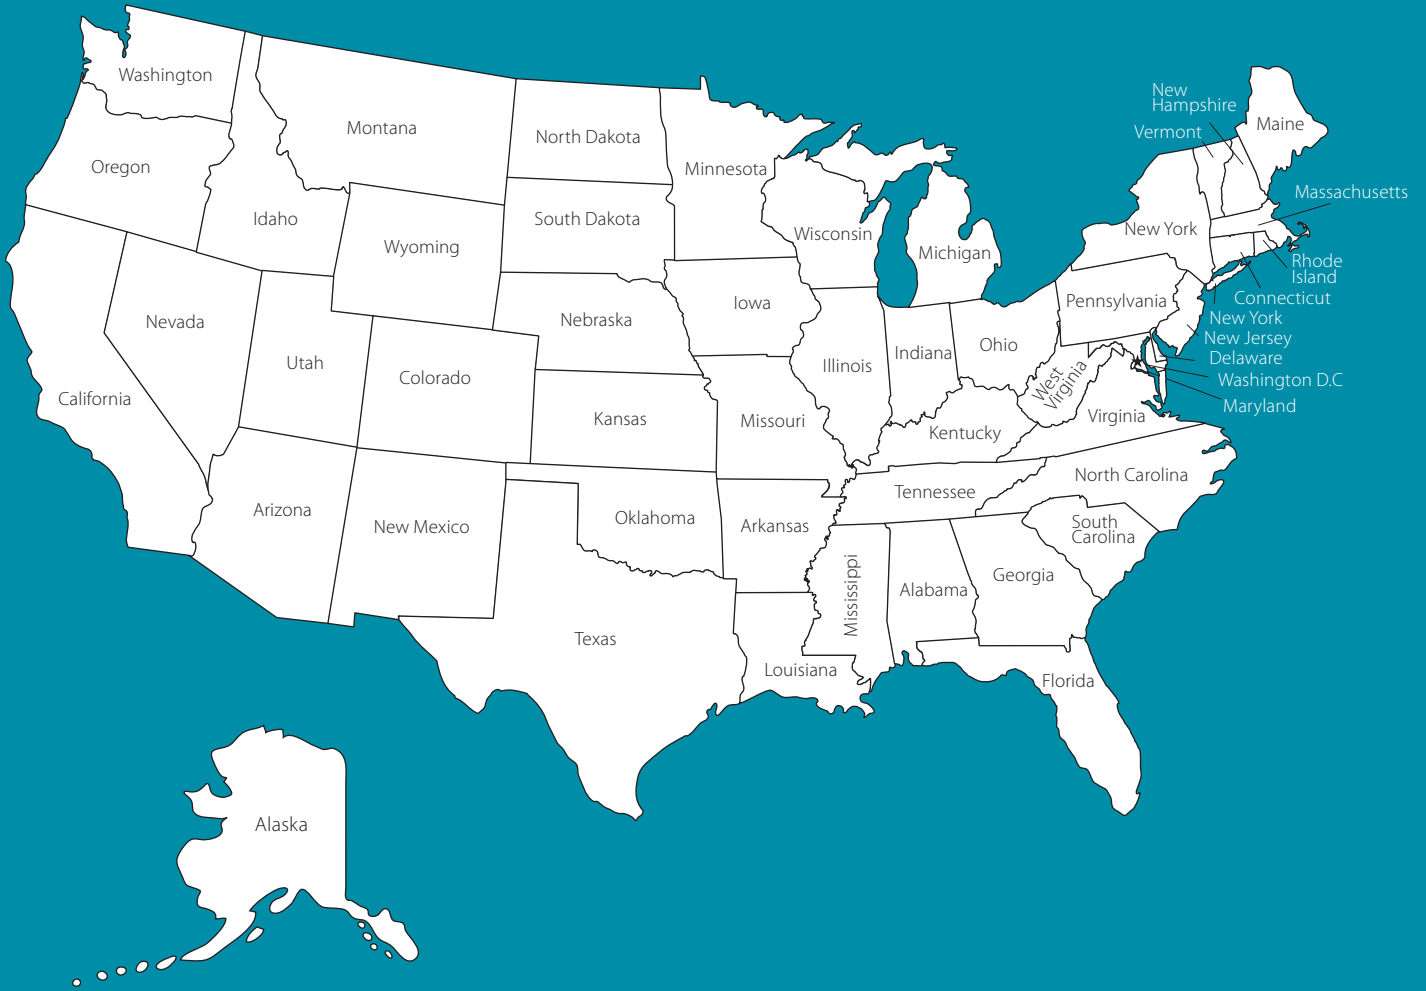 Washington
Montana
North Dakota
Minnesota
New
Hampshire
Vermont
Maine
Oregon
Idaho
Wyoming
South Dakota
Wisconsin
Michigan
New York
Massachusetts
Rhode
Island
Connecticut
New York
New Jersey
Delaware
Washington D.C
Maryland
Pennsylvania
Iowa
Nebraska
Nevada
Utah
Colorado
California
Illinois
Indiana
Ohio
West
Virginia
Virginia
Kansas
Missouri
Kentucky
North Carolina
Tennessee
South
Carolina
Arizona
New Mexico
Oklahoma
Arkansas
Mississippi
Alabama
Georgia
Texas
Louisiana
Florida
Alaska